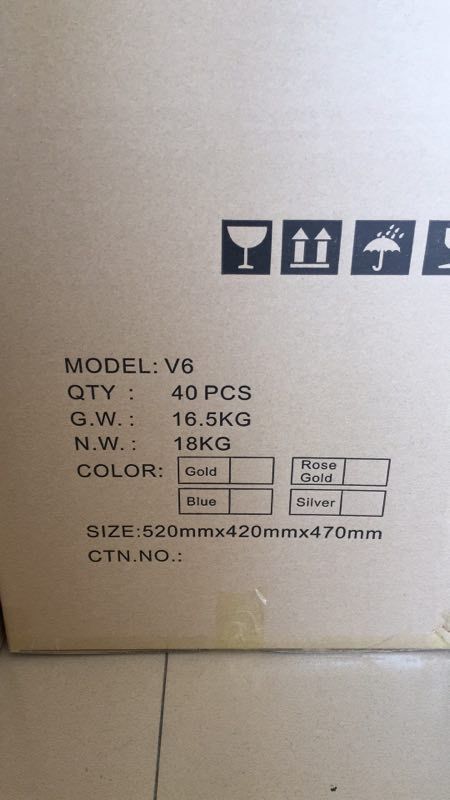 MODEL: V6
QTY : 40 PCS
G.W. : 16.5KG
N.W. : 18KG
COLOR: Gold Rose Gold
Blue Silver
SIZE:520mmx420mmx470mm
CTN.NO.: